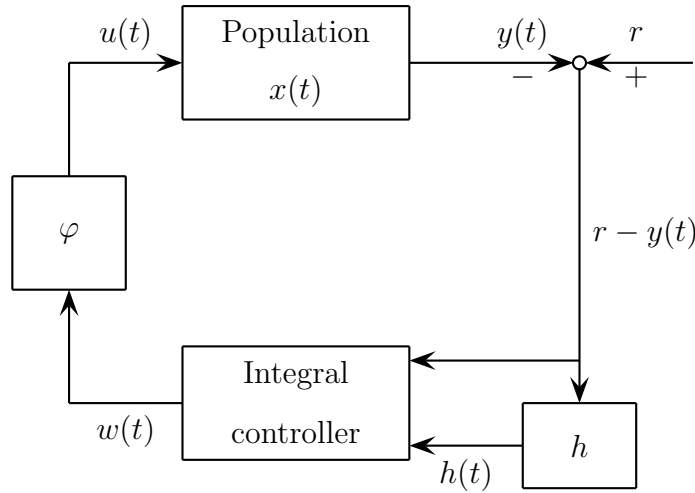 u(t)
Population
x(t)
y(t)
−
r
+
φ
r − y(t)
Integral
controller
w(t)
h(t)
h